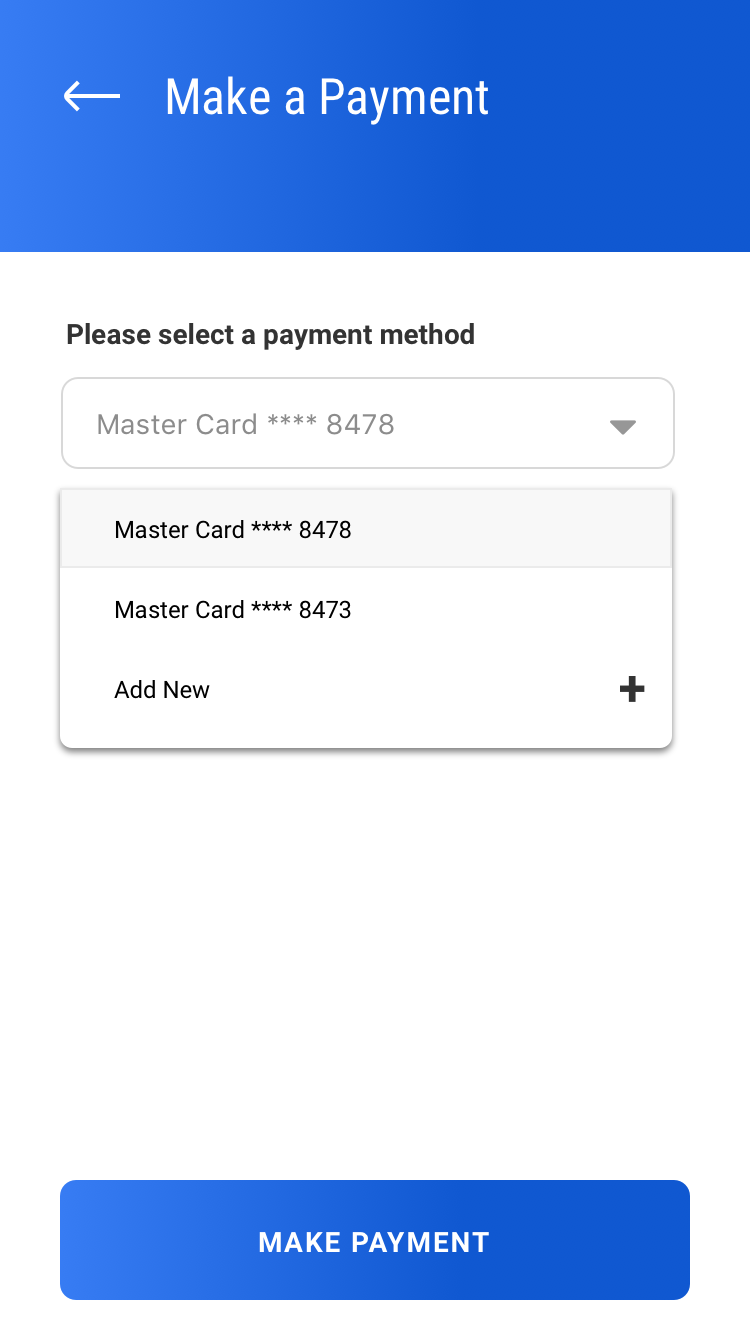 Make a Payment
Please select a payment method
Master Card **** 8478
Master Card **** 8478
Master Card **** 8473
Add New
MAKE PAYMENT